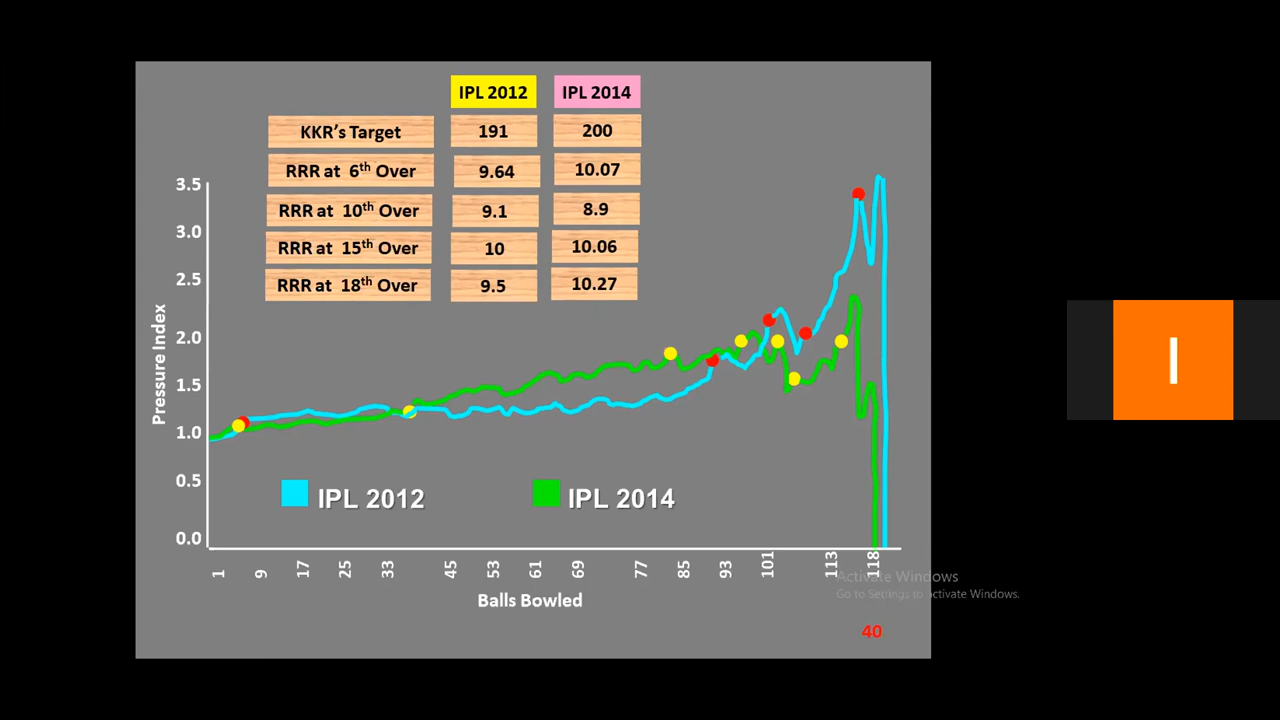 IPL 2012 IPL 2014
KKR's Target 191 200
RRR at 6th Over 9.64 10.07
RRR at 10th Over 9.1 8.9
RRR at 15th Over 10 10.06
RRR at 18th Over 9.5 10.27
3.5
3.0
2.5
2.0
1.5
1.0
0.5
0.0
Pressure Index
IPL 2012 IPL 2014
1 9 17 25 33 45 53 61 69 77 85 93 101 113 118
Balls Bowled
Activate Windows
Go to Settings to activate Windows.
40
I